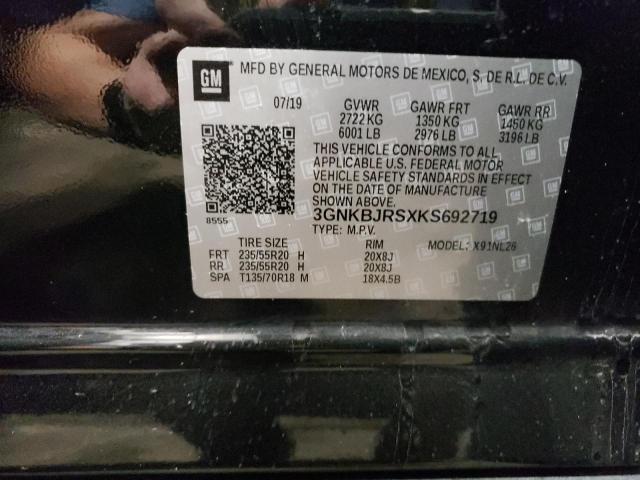 GM MFD BY GENERAL MOTORS DE MEXICO, S. DE R.L. DE C.V.
07/19 GVWR GAWR FRT GAWR RR
2722 KG 1350 KG 1450 KG
6001 LB 2976 LB 3196 LB
THIS VEHICLE CONFORMS TO ALL
APPLICABLE U.S. FEDERAL MOTOR
VEHICLE SAFETY STANDARDS IN EFFECT
ON THE DATE OF MANUFACTURE
SHOWN ABOVE.
3GNKBJRSXKS692719
8555
TYPE: M.P.V.
TIRE SIZE RIM MODEL: X91NL26
FRT 235/55R20 H 20X8J
RR 235/55R20 H 20X8J
SPA T135/70R18 M 18X4.5B